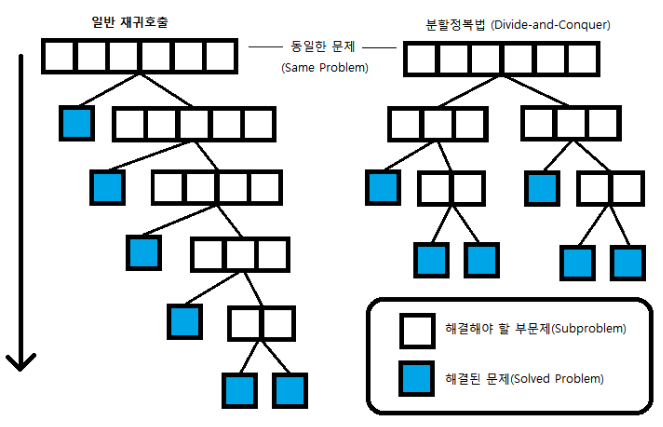 일반 재귀호출
동일한 문제
(Same Problem)
분할정복법 (Divide-and-Conquer)
해결해야 할 부문제(Subproblem)
해결된 문제(Solved Problem)